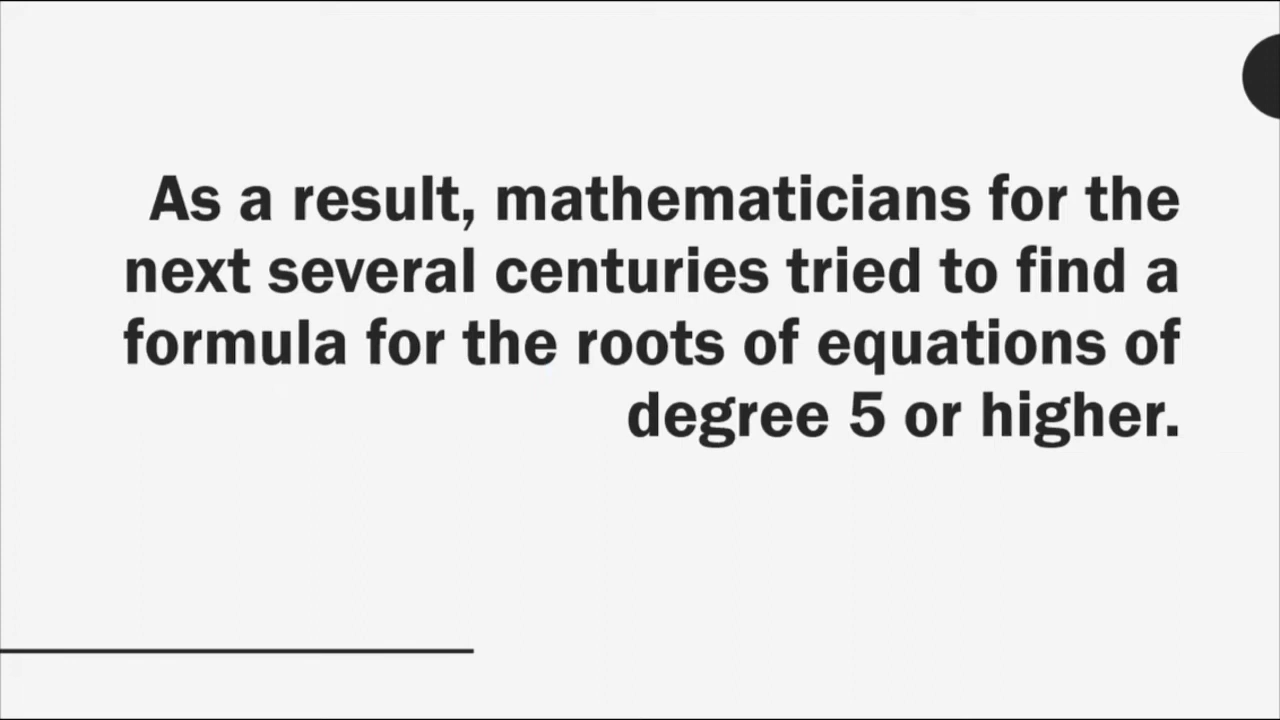 As a result, mathematicians for the
next several centuries tried to find a
formula for the roots of equations of
degree 5 or higher.